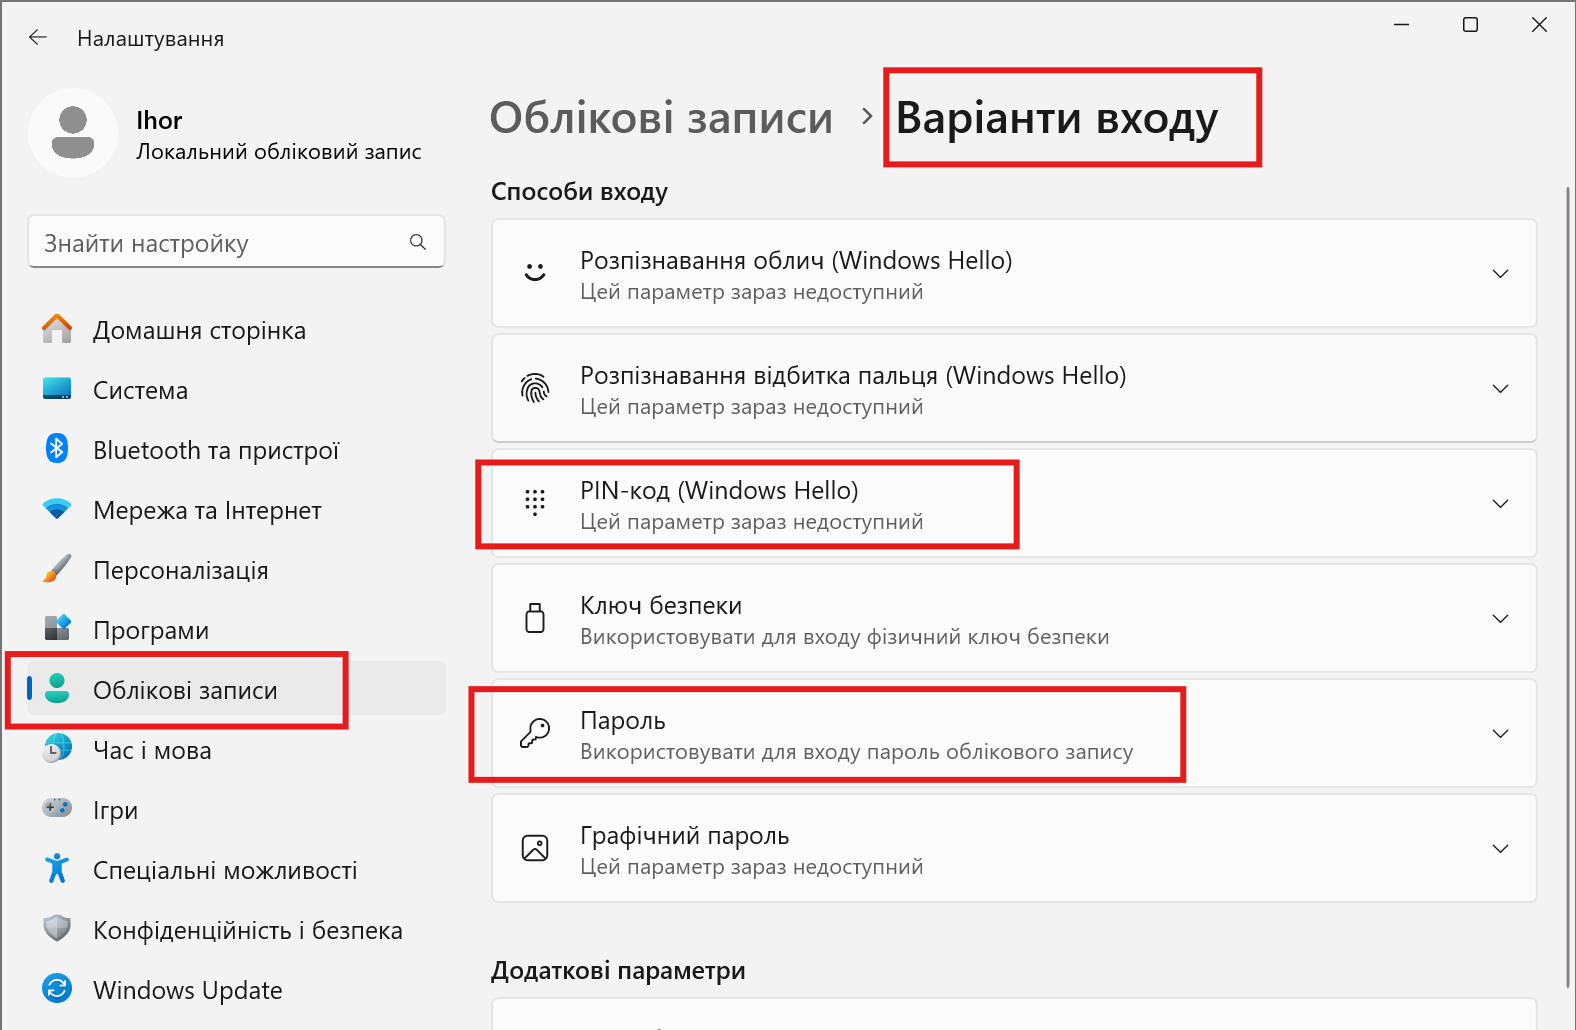 Налаштування
Ihor
Локальний обліковий запис
Знайти настройку
Домашня сторінка
Система
Bluetooth та пристрої
Мережа та Інтернет
Персоналізація
Програми
Облікові записи
Час і мова
Ігри
Спеціальні можливості
Конфіденційність і безпека
Windows Update
Облікові записи > Варіанти входу
Способи входу
Розпізнавання облич (Windows Hello)
Цей параметр зараз недоступний
Розпізнавання відбитка пальця (Windows Hello)
Цей параметр зараз недоступний
PIN-код (Windows Hello)
Цей параметр зараз недоступний
Ключ безпеки
Використовувати для входу фізичний ключ безпеки
Пароль
Використовувати для входу пароль облікового запису
Графічний пароль
Цей параметр зараз недоступний
Додаткові параметри